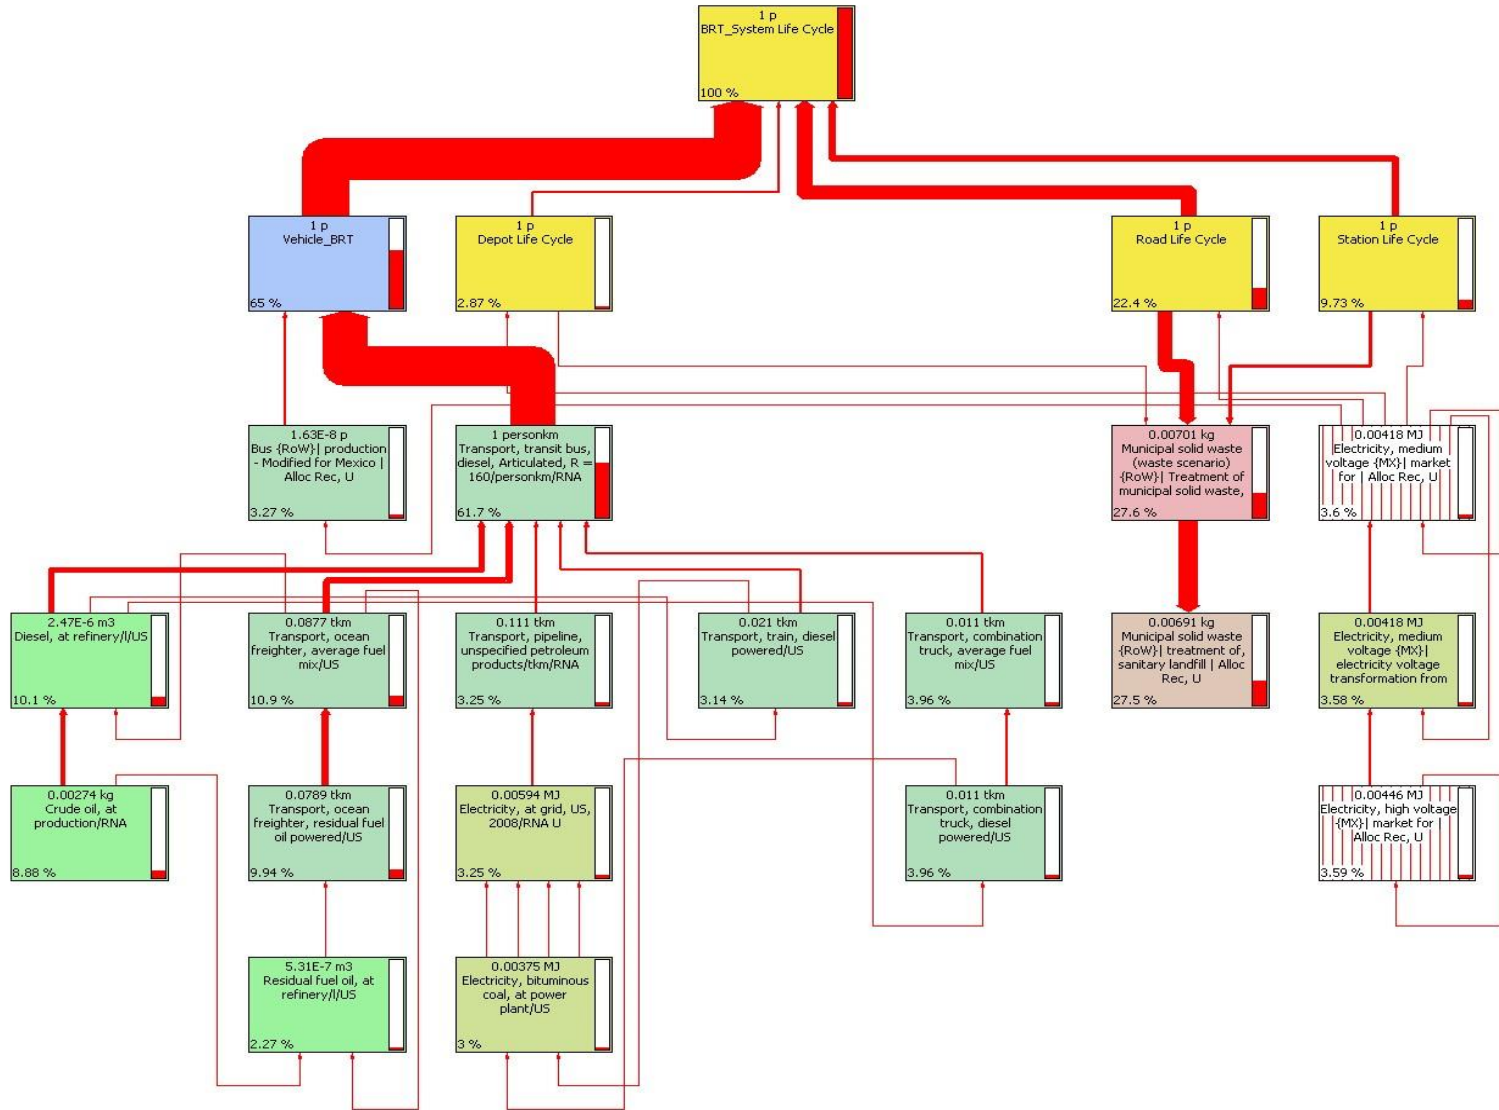 1 p
BRT_System Life Cycle
100 %
1 p
Vehicle_BRT
65 %
1 p
Depot Life Cycle
2.87 %
1 p
Road Life Cycle
22.4 %
1 p
Station Life Cycle
9.73 %
1.63E-8 p
Bus {RoW}| production
- Modified for Mexico |
Alloc Rec, U
3.27 %
1 personkm
Transport, transit bus,
diesel, Articulated, R =
160/personkm/RNA
61.7 %
0.00701 kg
Municipal solid waste
(waste scenario)
{RoW}| Treatment of
municipal solid waste,
27.6 %
0.00418 MJ
Electricity, medium
voltage {MX}| market
for | Alloc Rec, U
3.6 %
2.47E-6 m3
Diesel, at refinery/l/US
10.1 %
0.0877 tkm
Transport, ocean
freighter, average fuel
mix/US
10.9 %
0.111 tkm
Transport, pipeline,
unspecified petroleum
products/tkm/RNA
3.25 %
0.021 tkm
Transport, train, diesel
powered/US
3.14 %
0.011 tkm
Transport, combination
truck, average fuel
mix/US
3.96 %
0.00691 kg
Municipal solid waste
{RoW}| treatment of,
sanitary landfill | Alloc
Rec, U
27.5 %
0.00418 MJ
Electricity, medium
voltage {MX}|
electricity voltage
transformation from
3.58 %
0.00274 kg
Crude oil, at
production/RNA
8.88 %
0.0789 tkm
Transport, ocean
freighter, residual fuel
oil powered/US
9.94 %
0.00594 MJ
Electricity, at grid, US,
2008/RNA U
3.25 %
0.011 tkm
Transport, combination
truck, diesel
powered/US
3.96 %
0.00446 MJ
Electricity, high voltage
{MX}| market for |
Alloc Rec, U
3.59 %
5.31E-7 m3
Residual fuel oil, at
refinery/l/US
2.27 %
0.00375 MJ
Electricity, bituminous
coal, at power
plant/US
3 %